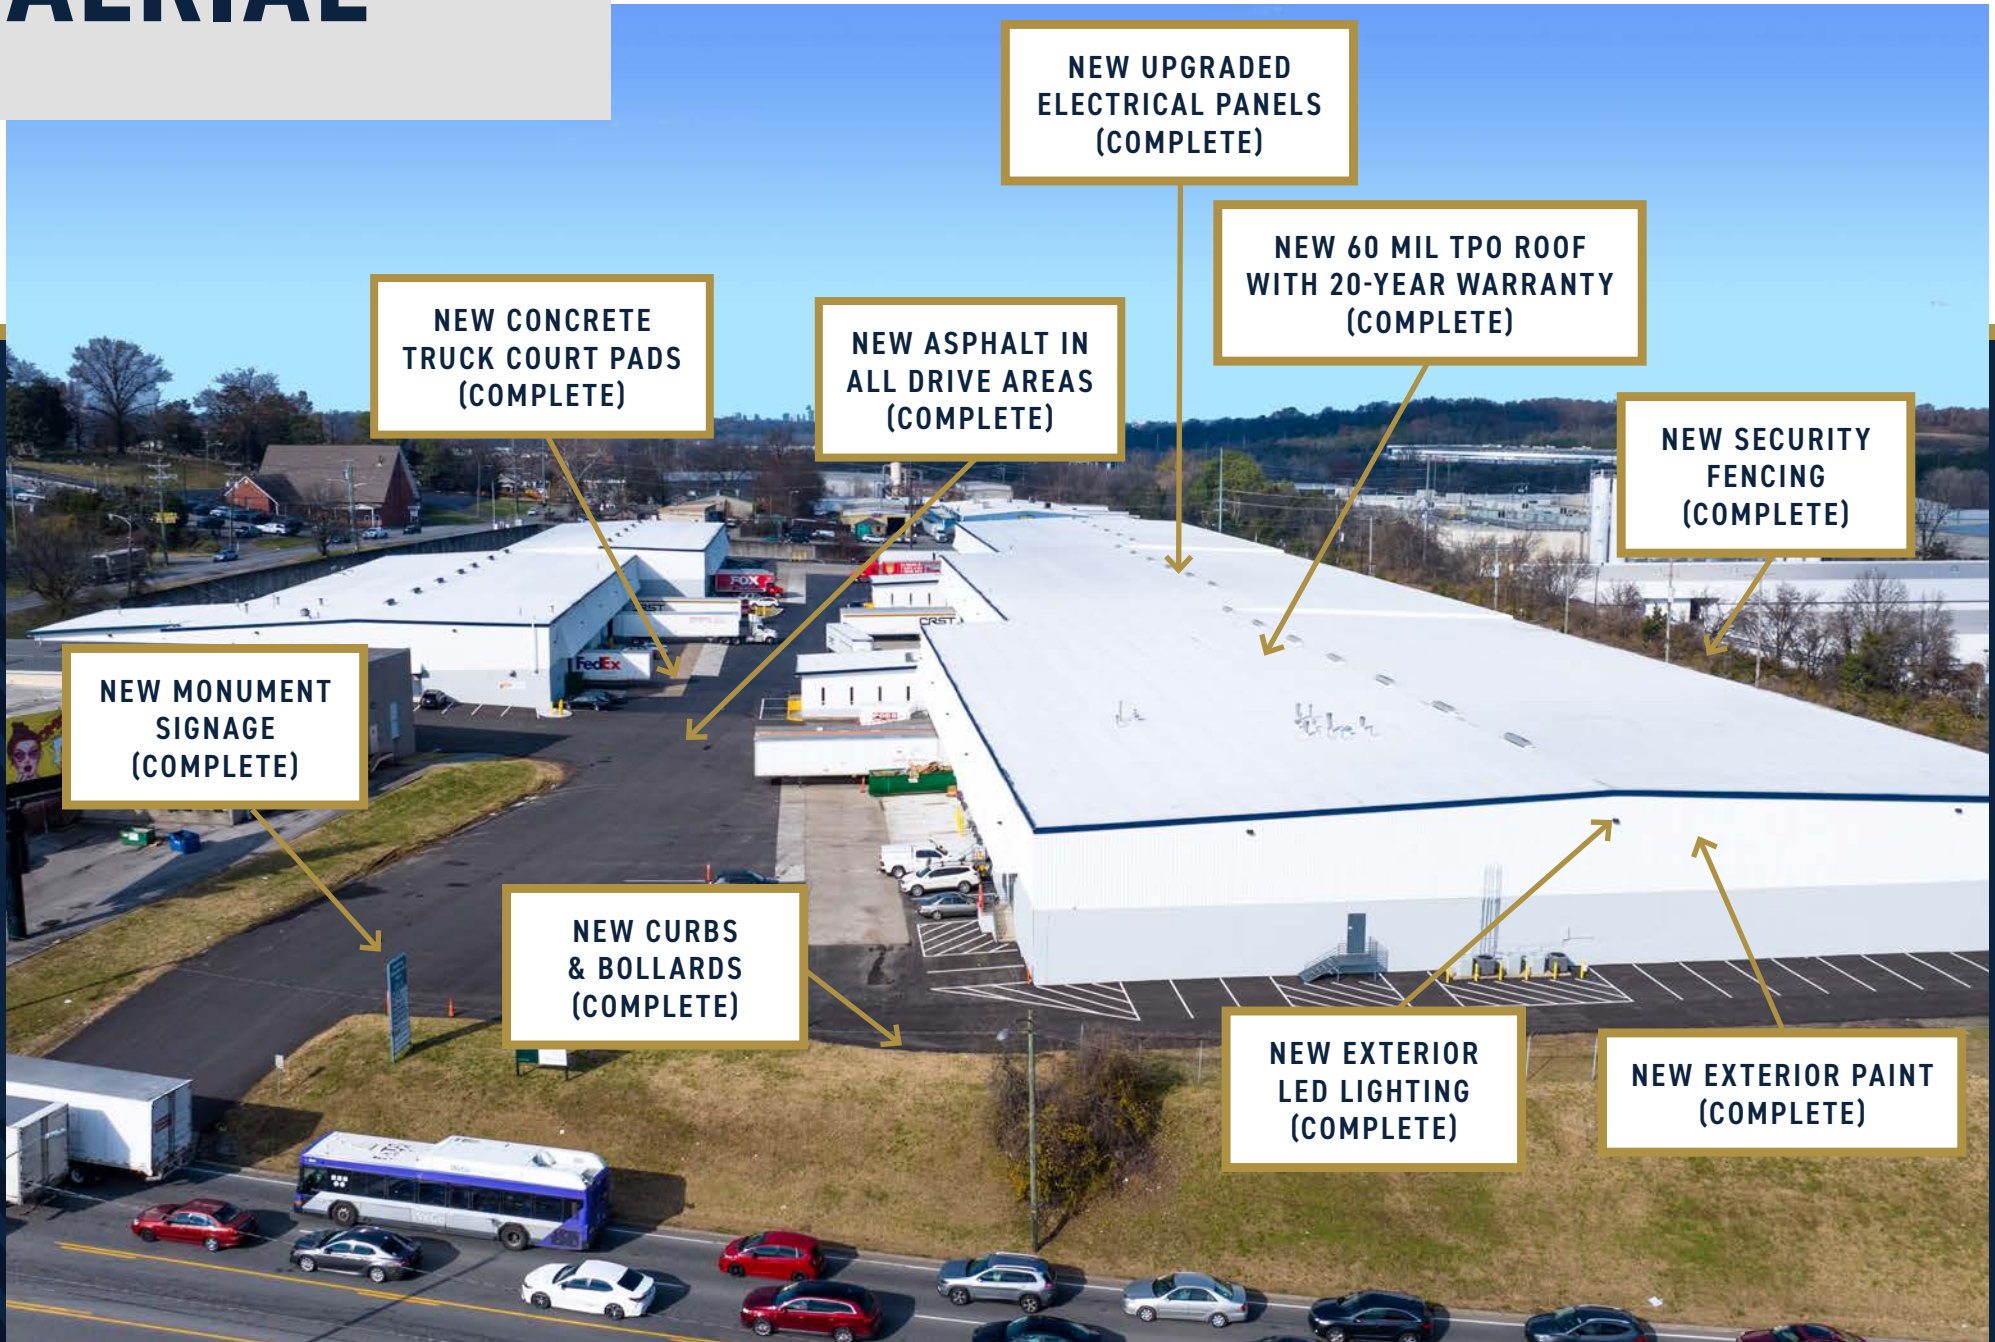 AERIAL
NEW UPGRADED
ELECTRICAL PANELS
(COMPLETE)
NEW 60 MIL TPO ROOF
WITH 20-YEAR WARRANTY
(COMPLETE)
NEW CONCRETE
TRUCK COURT PADS
(COMPLETE)
NEW ASPHALT IN
ALL DRIVE AREAS
(COMPLETE)
NEW SECURITY
FENCING
(COMPLETE)
FOX
CRST
CRST
FedEx
NEW MONUMENT
SIGNAGE
(COMPLETE)
NEW CURBS
& BOLLARDS
(COMPLETE)
NEW EXTERIOR
LED LIGHTING
(COMPLETE)
NEW EXTERIOR PAINT
(COMPLETE)